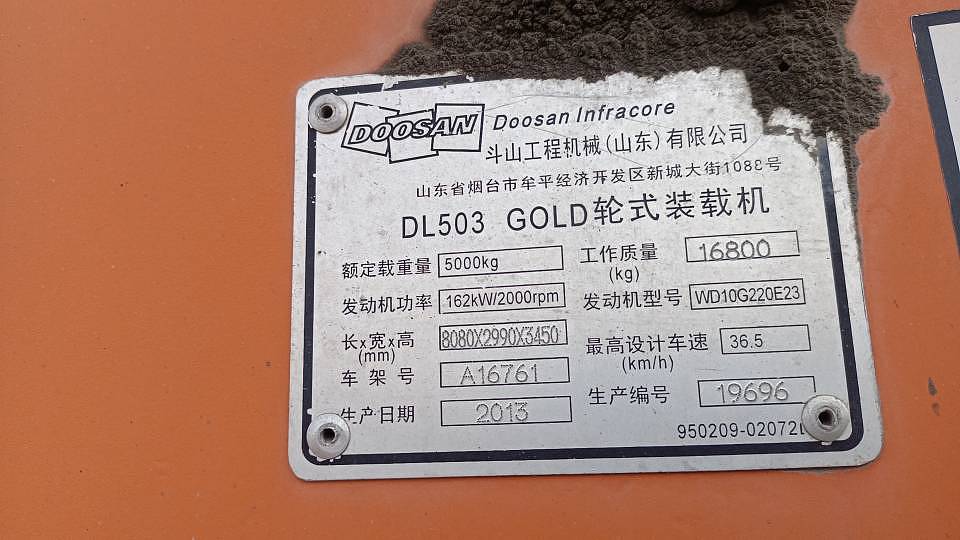 DOOSAN Doosan Infracore
斗山工程机械(山东)有限公司
山东省烟台市牟平经济开发区新城大街1088号
DL503 GOLD轮式装载机
额定载重量 5000kg 工作质量(kg) 16800
发动机功率 162kW/2000rpm 发动机型号 WD10G220E23
长x宽x高(mm) 8080X2990X3450 最高设计车速(km/h) 36.5
车架号 A16761 生产编号 19696
生产日期 2013